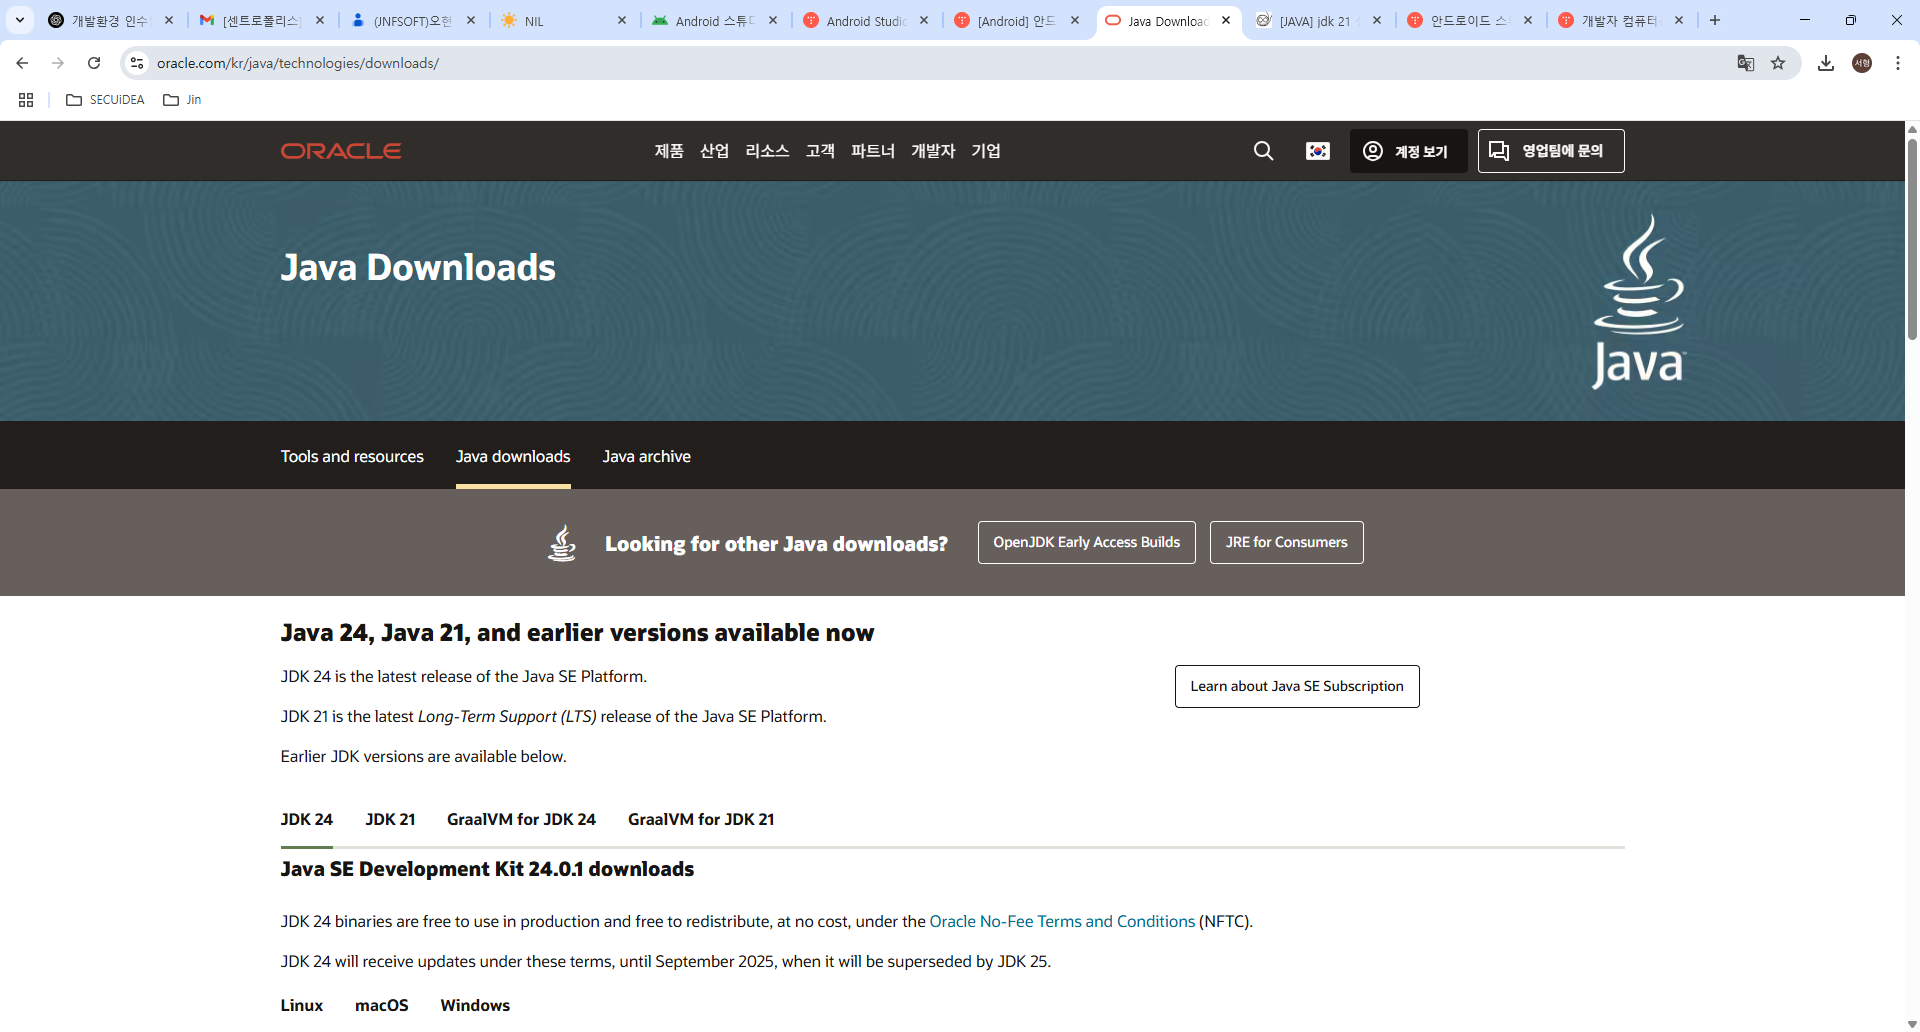 개발환경 인수
[센트로폴리스]
(JNFSOFT)오현
NIL
Android 스튜디
Android Studio
[Android] 안드
Java Download
[JAVA] jdk 21
안드로이드 스
개발자 컴퓨터
oracle.com/kr/java/technologies/downloads/
서형
SECUiDEA
Jin
ORACLE
제품
산업
리소스
고객
파트너
개발자
기업
계정 보기
영업팀에 문의
Java Downloads
Java
Tools and resources
Java downloads
Java archive
Looking for other Java downloads?
OpenJDK Early Access Builds
JRE for Consumers
Java 24, Java 21, and earlier versions available now
JDK 24 is the latest release of the Java SE Platform.
Learn about Java SE Subscription
JDK 21 is the latest Long-Term Support (LTS) release of the Java SE Platform.
Earlier JDK versions are available below.
JDK 24
JDK 21
GraalVM for JDK 24
GraalVM for JDK 21
Java SE Development Kit 24.0.1 downloads
JDK 24 binaries are free to use in production and free to redistribute, at no cost, under the Oracle No-Fee Terms and Conditions (NFTC).
JDK 24 will receive updates under these terms, until September 2025, when it will be superseded by JDK 25.
Linux
macOS
Windows